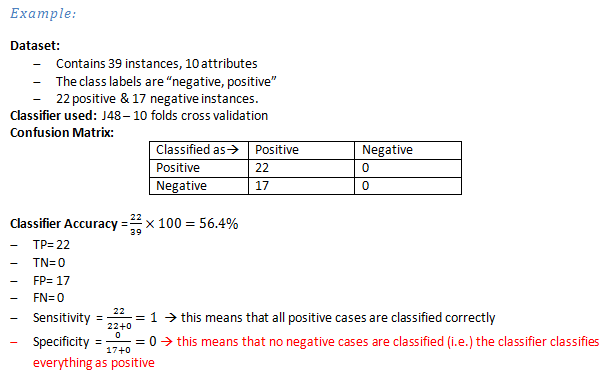 Example:
Dataset:
– Contains 39 instances, 10 attributes
– The class labels are “negative, positive”
– 22 positive & 17 negative instances.
Classifier used: J48 – 10 folds cross validation
Confusion Matrix:
Classified as→ Positive Negative
Positive 22 0
Negative 17 0
Classifier Accuracy = 22/39 × 100 = 56.4%
– TP= 22
– TN= 0
– FP= 17
– FN= 0
– Sensitivity = 22/22+0 = 1 → this means that all positive cases are classified correctly
– Specificity = 0/17+0 = 0 → this means that no negative cases are classified (i.e.) the classifier classifies
everything as positive